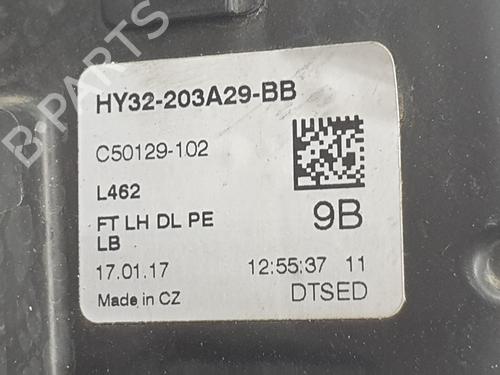 HY32-203A29-BB
C50129-102
L462
FT LH DL PE
LB
9B
17.01.17 12:55:37 11
Made in CZ DTSED
B-PARTS